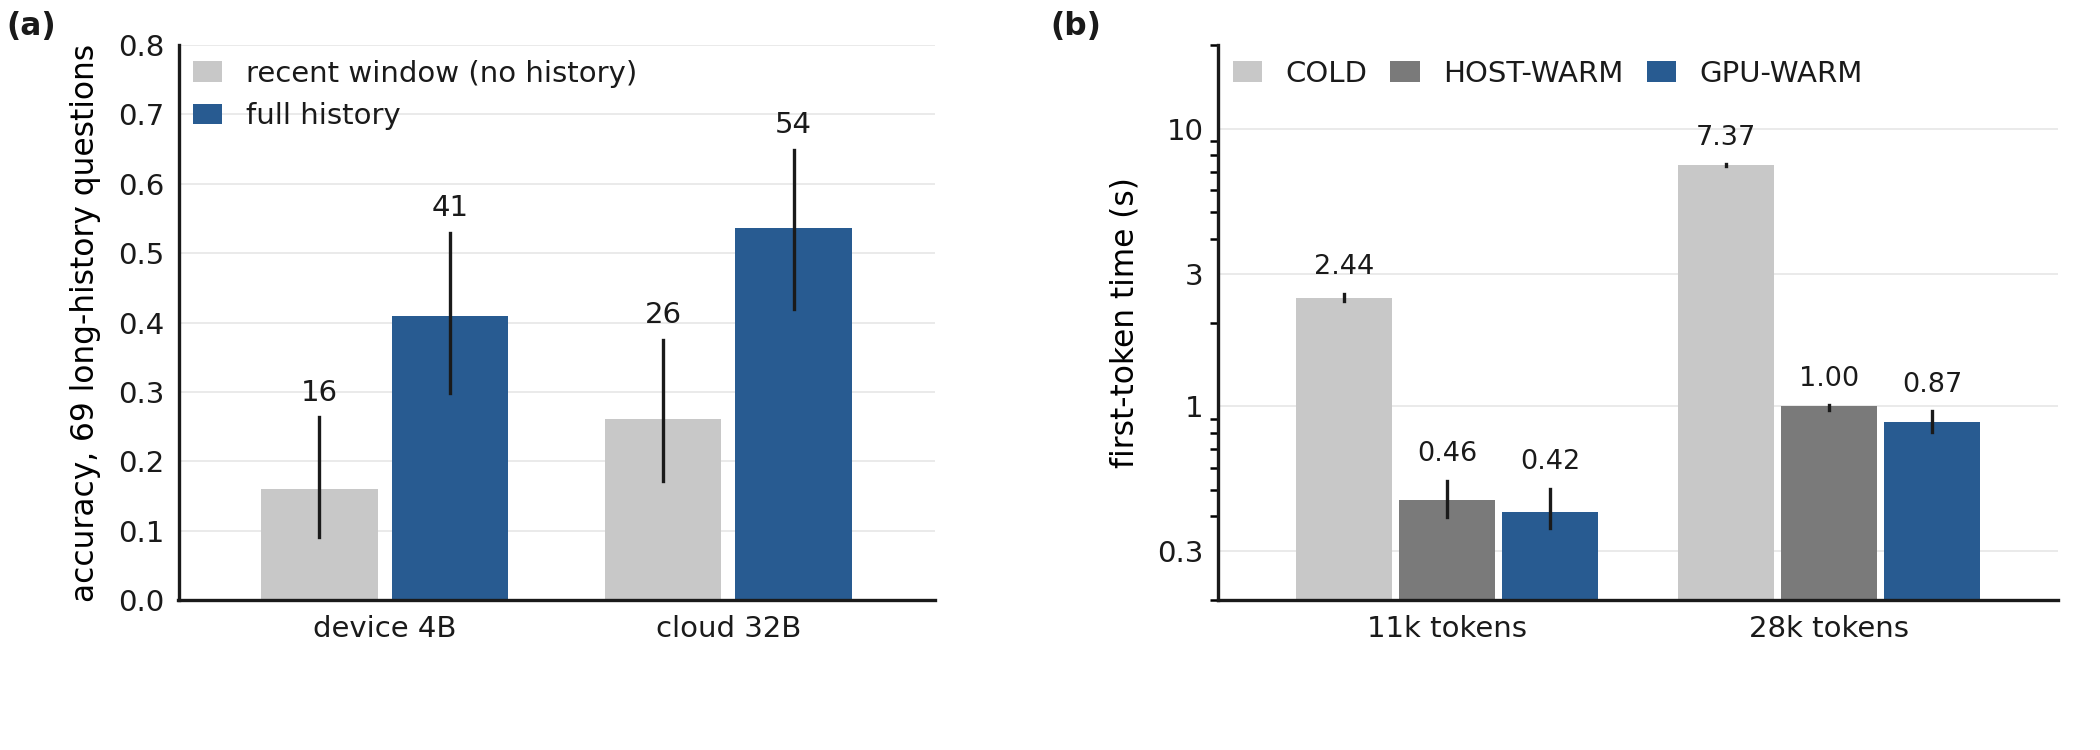 (a)
accuracy, 69 long-history questions
0.8
0.7
0.6
0.5
0.4
0.3
0.2
0.1
0.0
recent window (no history)
full history
16
41
26
54
device 4B
cloud 32B
(b)
first-token time (s)
10
3
1
0.3
COLD HOST-WARM GPU-WARM
2.44
0.46
0.42
7.37
1.00
0.87
11k tokens
28k tokens